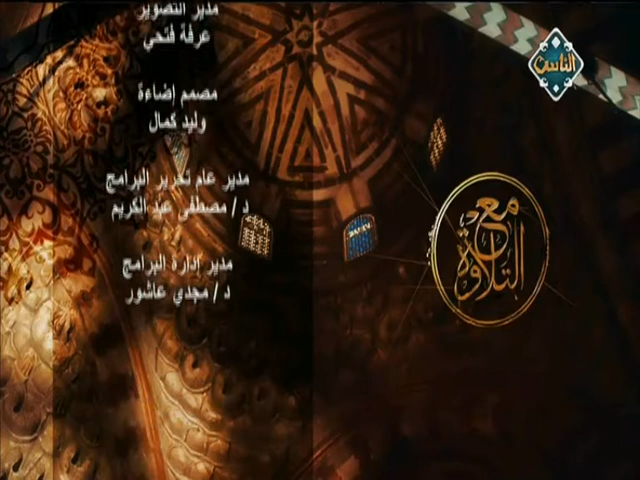 مدير التصوير
عرفة فتحي
مصمم إضاءة
وليد كمال
مدير عام تحرير البرامج
د / مصطفى عبد الكريم
مدير إدارة البرامج
د / مجدي عاشور
الناس
مع
التلاوة